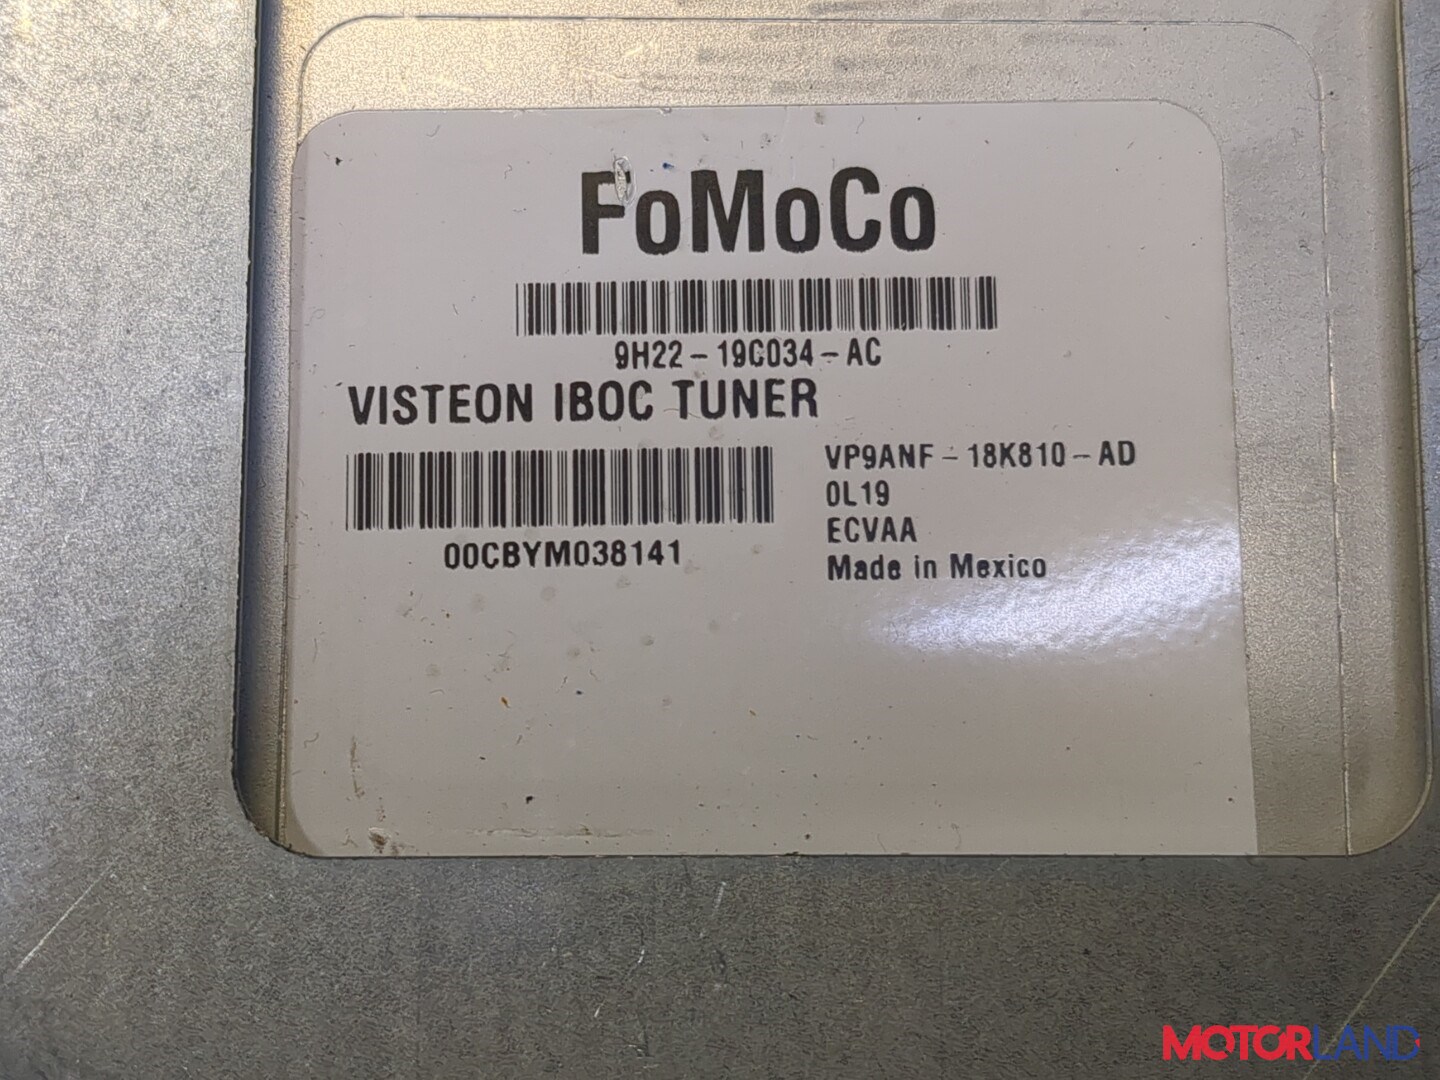 FoMoCo
9H22-19C034-AC
VISTEON IBOC TUNER
VP9ANF-18K810-AD
0L19
ECVAA
Made in Mexico
00CBYM038141
MOTORLAND